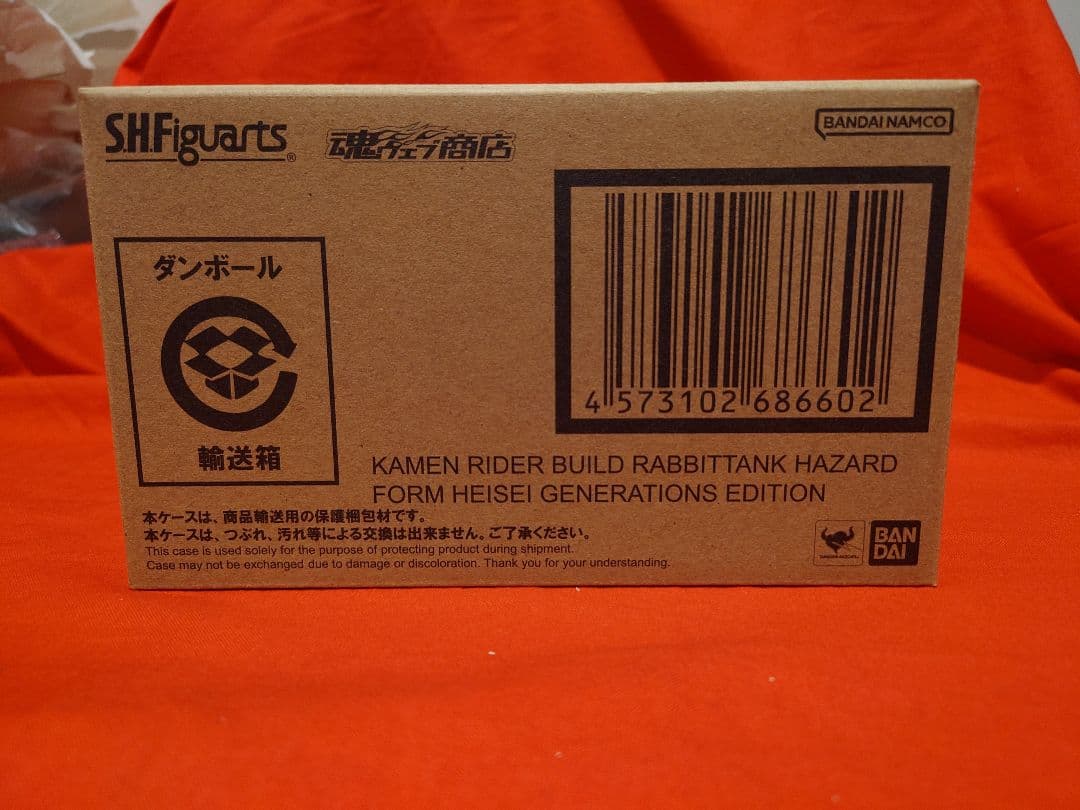 S.H.Figuarts®
魂ウェブ商店
BANDAI NAMCO
ダンボール
輸送箱
4 573102 686602
KAMEN RIDER BUILD RABBITTANK HAZARD
FORM HEISEI GENERATIONS EDITION
本ケースは、商品輸送用の保護梱包材です。
本ケースは、つぶれ、汚れ等による交換は出来ません。ご了承ください。
This case is used solely for the purpose of protecting product during shipment.
Case may not be exchanged due to damage or discoloration. Thank you for your understanding.
BAN
DAI